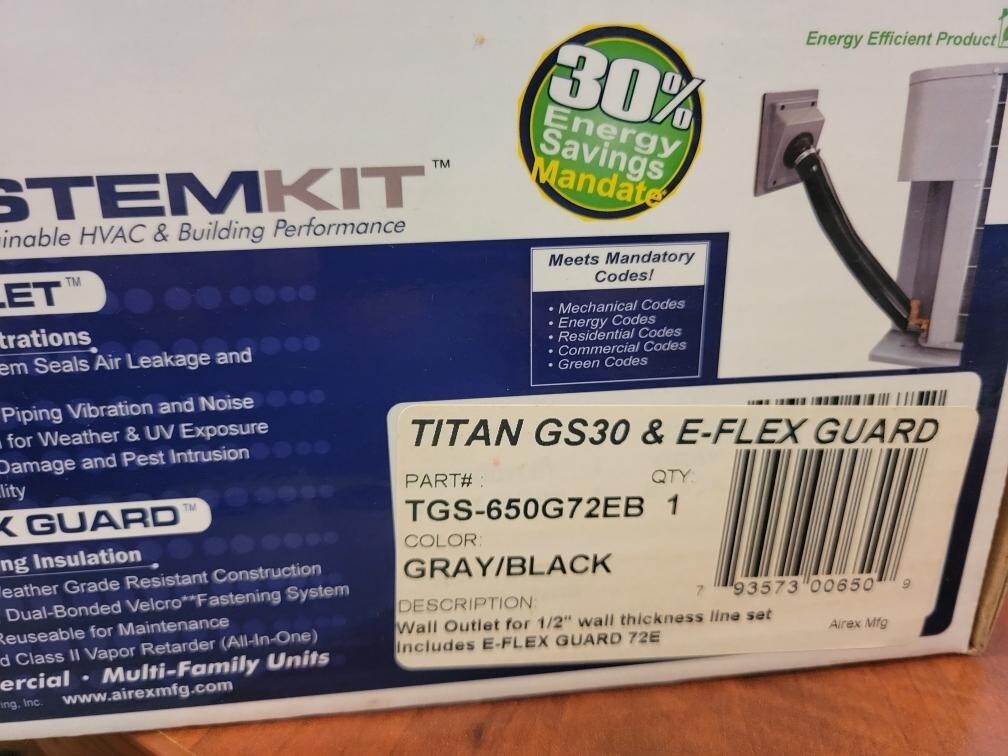 Energy Efficient Product
30%
Energy
Savings
Mandate
STEMKIT™
inable HVAC & Building Performance
Meets Mandatory
Codes!
• Mechanical Codes
• Energy Codes
• Residential Codes
• Commercial Codes
• Green Codes
LET™
trations
em Seals Air Leakage and
Piping Vibration and Noise
for Weather & UV Exposure
Damage and Pest Intrusion
lity
X GUARD™
ng Insulation
eather Grade Resistant Construction
Dual-Bonded Velcro**Fastening System
Reuseable for Maintenance
d Class II Vapor Retarder (All-In-One)
ercial • Multi-Family Units
ing, Inc. www.airexmfg.com
TITAN GS30 & E-FLEX GUARD
PART# :
QTY:
TGS-650G72EB 1
COLOR:
GRAY/BLACK
7 93573 00650 9
DESCRIPTION:
Wall Outlet for 1/2" wall thickness line set
Includes E-FLEX GUARD 72E
Airex Mfg